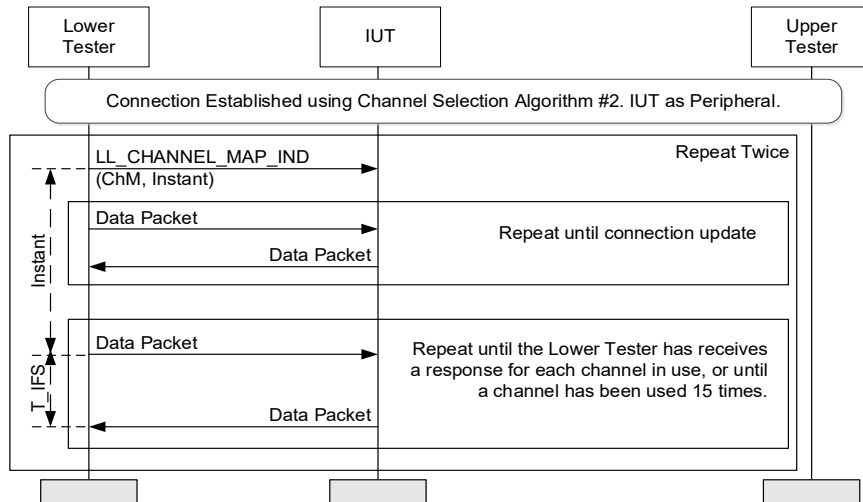 Lower
Tester
IUT
Upper
Tester
Connection Established using Channel Selection Algorithm #2. IUT as Peripheral.
Repeat Twice
LL_CHANNEL_MAP_IND
(ChM, Instant)
Instant
Data Packet
Repeat until connection update
Data Packet
Data Packet
Repeat until the Lower Tester has receives
a response for each channel in use, or until
a channel has been used 15 times.
T_IFS
Data Packet